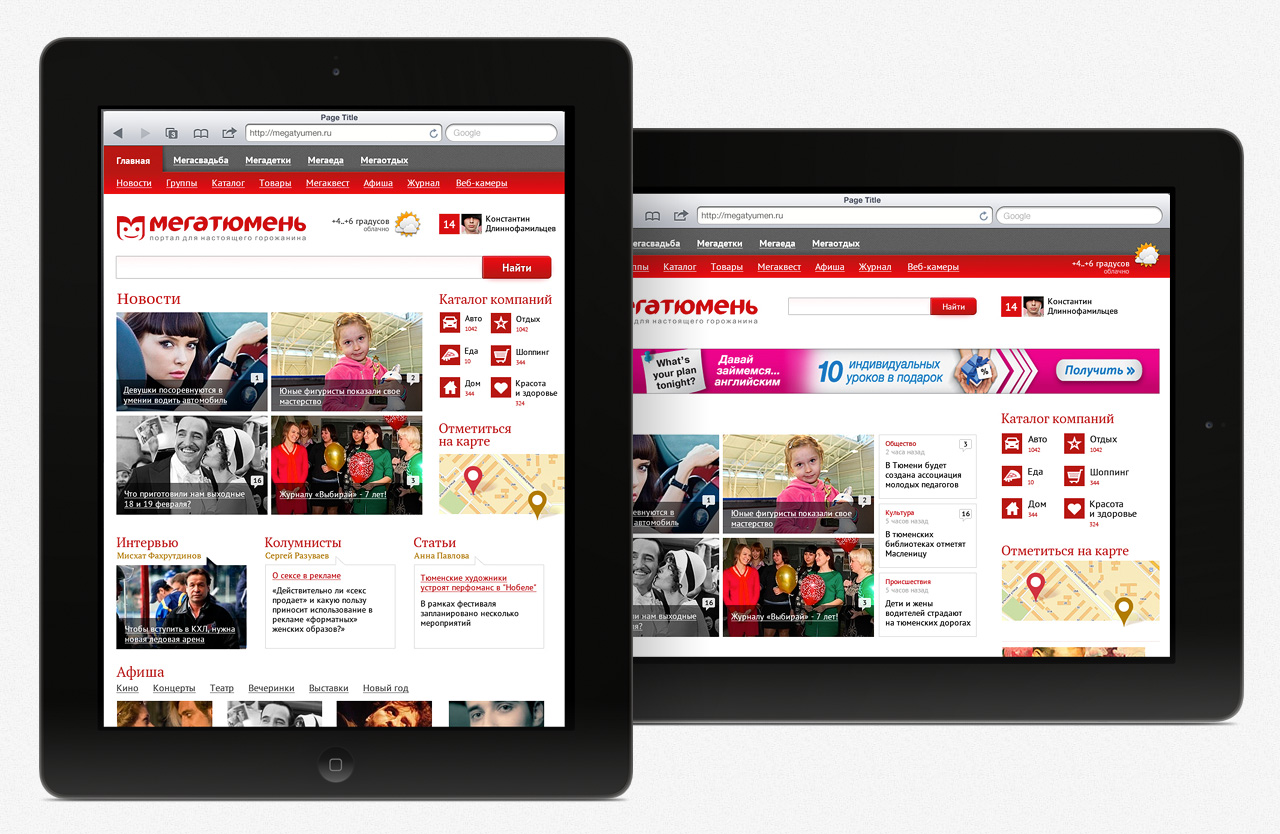 Page Title
3
http://megatyumen.ru
Google
Главная
Мегасвадьба
Мегадетки
Мегаеда
Мегаотдых
Новости
Группы
Каталог
Товары
Мегаквест
Афиша
Журнал
Веб-камеры
мегатюмень
портал для настоящего горожанина
+4..+6 градусов
облачно
14
Константин
Длиннофамильцев
Найти
Новости
Девушки посоревнуются в
умении водить автомобиль
1
Юные фигуристы показали свое
мастерство
2
Что приготовили нам выходные
18 и 19 февраля?
16
Журналу «Выбирай» - 7 лет!
3
Каталог компаний
Авто
1042
Отдых
1042
Еда
10
Шоппинг
344
Дом
344
Красота
и здоровье
324
Отметиться
на карте
Интервью
Мисхат Фахрутдинов
Чтобы вступить в КХЛ, нужна
новая ледовая арена
Колумнисты
Сергей Разуваев
О сексе в рекламе
«Действительно ли «секс
продает» и какую пользу
приносит использование в
рекламе «форматных»
женских образов?»
Статьи
Анна Павлова
Тюменские художники
устроят перфоманс в "Нобеле"
В рамках фестиваля
запланировано несколько
мероприятий
Афиша
Кино
Концерты
Театр
Вечеринки
Выставки
Новый год
Page Title
http://megatyumen.ru
Google
егасвадьба
Мегадетки
Мегаеда
Мегаотдых
ппы
Каталог
Товары
Мегаквест
Афиша
Журнал
Веб-камеры
+4..+6 градусов
облачно
егатюмень
для настоящего горожанина
Найти
14
Константин
Длиннофамильцев
What's
your plan
tonight?
Давай
займемся...
английским
10 индивидуальных
уроков в подарок
%
Получить »
внуются в
автомобиль
1
Юные фигуристы показали свое
мастерство
2
ли нам выходные
я?
16
Журналу «Выбирай» - 7 лет!
3
Общество
2 часа назад
3
В Тюмени будет
создана ассоциация
молодых педагогов
Культура
5 часов назад
16
В тюменских
библиотеках отметят
Масленицу
Происшествия
5 часов назад
Дети и жены
водителей страдают
на тюменских дорогах
Каталог компаний
Авто
1042
Отдых
1042
Еда
10
Шоппинг
344
Дом
344
Красота
и здоровье
324
Отметиться на карте